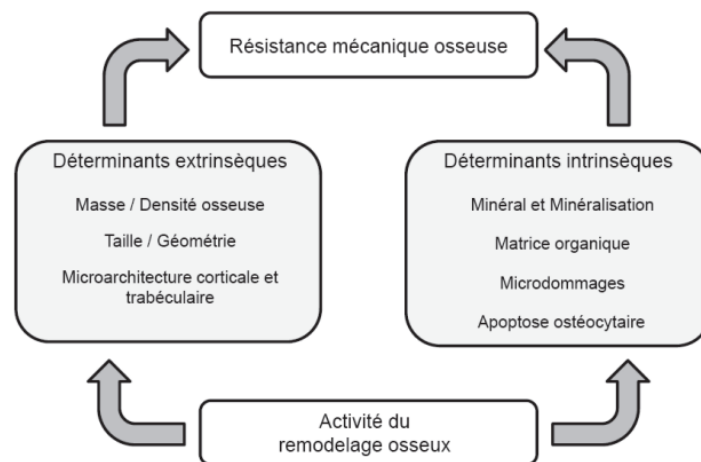 Résistance mécanique osseuse
Déterminants extrinsèques
Masse / Densité osseuse
Taille / Géométrie
Microarchitecture corticale et
trabéculaire
Déterminants intrinsèques
Minéral et Minéralisation
Matrice organique
Microdommages
Apoptose ostéocytaire
Activité du
remodelage osseux